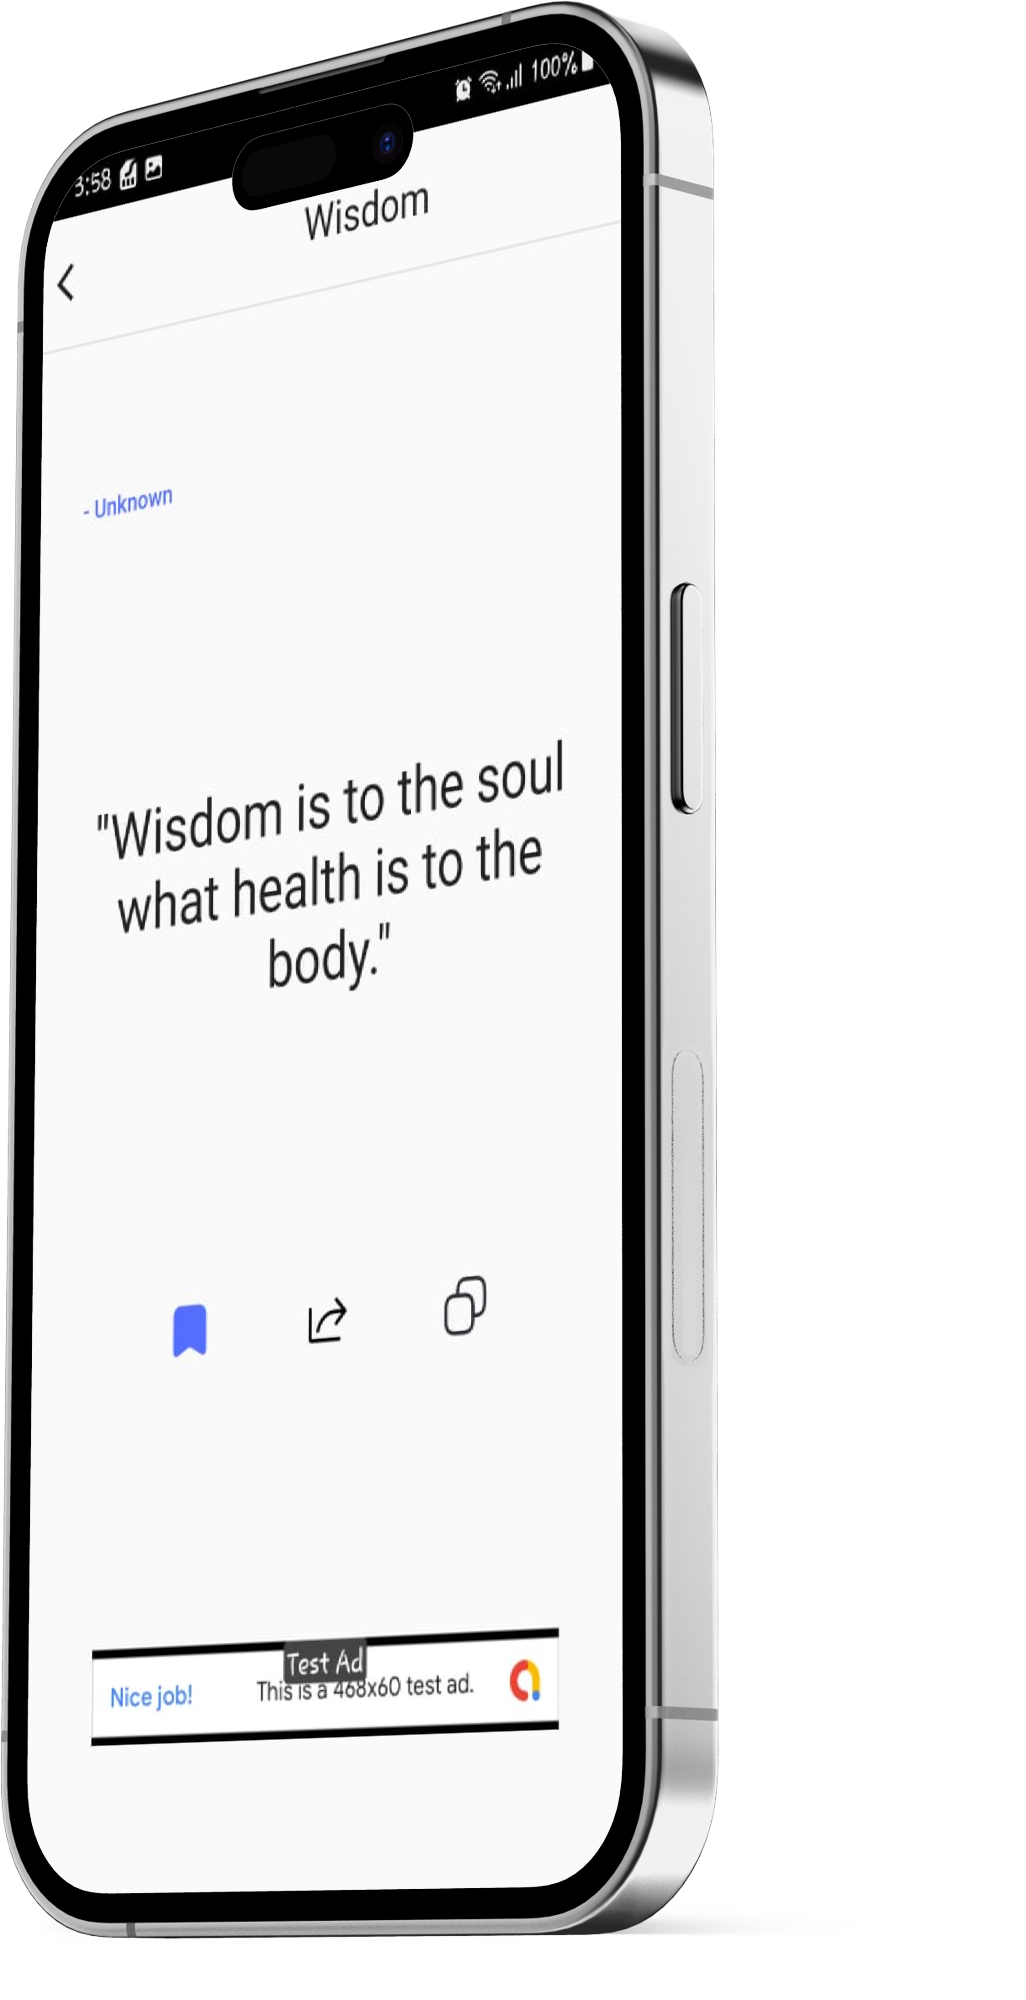 3:58 100%
Wisdom
- Unknown
"Wisdom is to the soul
what health is to the
body."
Test Ad
Nice job! This is a 468x60 test ad.